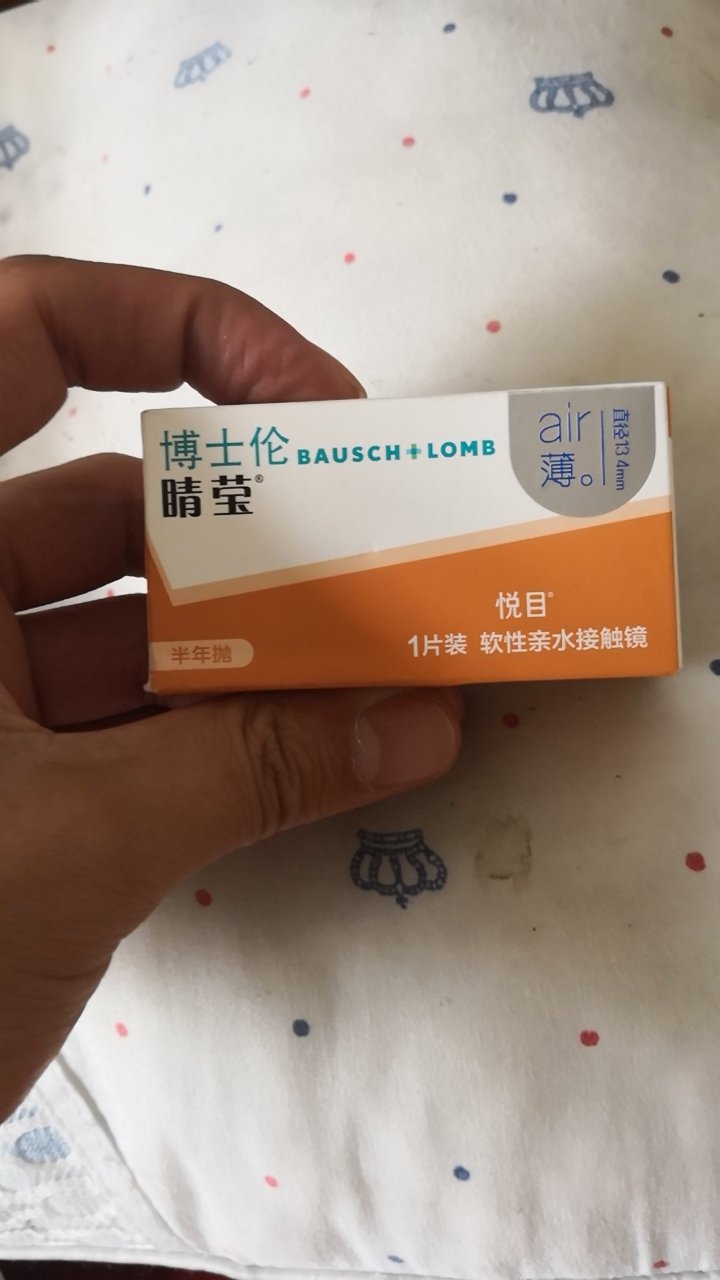 博士伦 BAUSCH+LOMB
睛莹®
air
薄。
直径13.4mm
悦目®
1片装 软性亲水接触镜
半年抛